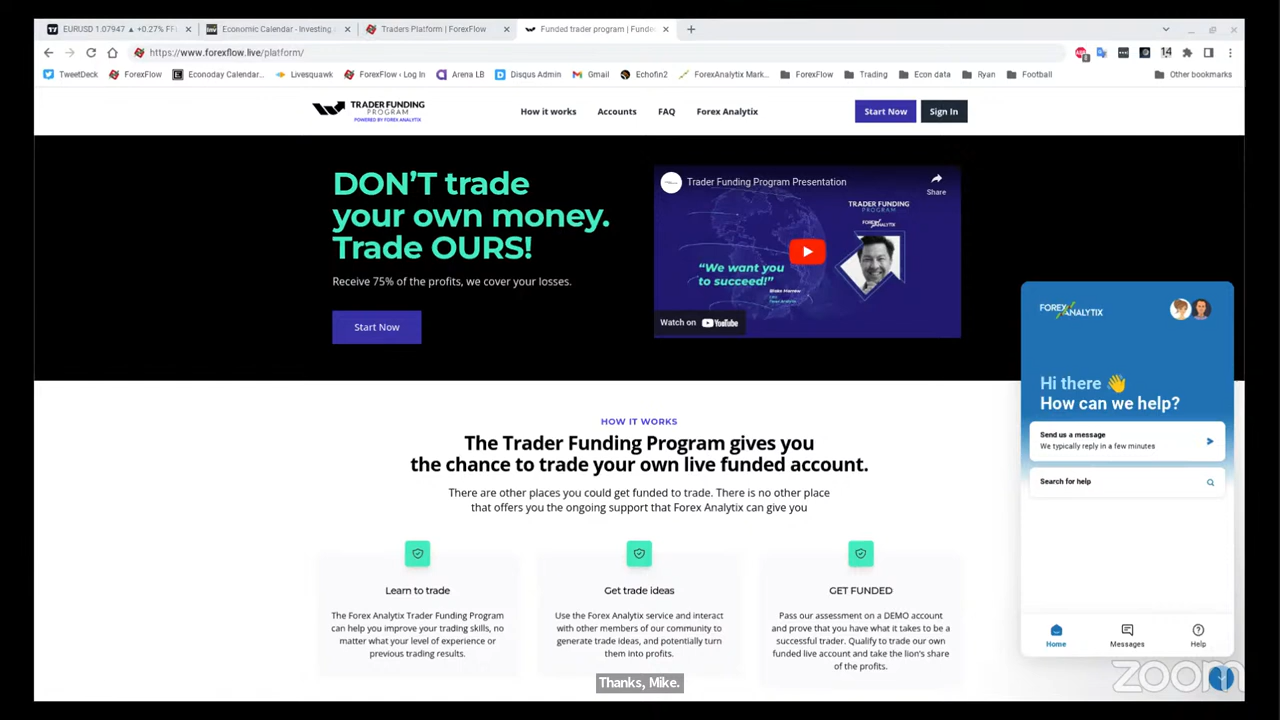 EURUSD 1.07947 ▲ +0.27% FF
Economic Calendar - Investing
Traders Platform | ForexFlow
Funded trader program | Funde
https://www.forexflow.live/platform/
14
TweetDeck
ForexFlow
Econoday Calendar...
Livesquawk
ForexFlow ‹ Log In
Arena LB
Disqus Admin
Gmail
Echofin2
ForexAnalytix Mark...
ForexFlow
Trading
Econ data
Ryan
Football
Other bookmarks
TRADER FUNDING
PROGRAM
POWERED BY FOREX ANALYTIX
How it works
Accounts
FAQ
Forex Analytix
Start Now
Sign In
DON'T trade
your own money.
Trade OURS!
Receive 75% of the profits, we cover your losses.
Start Now
Trader Funding Program Presentation
Share
TRADER FUNDING
PROGRAM
FOREX ANALYTIX
“We want you
to succeed!”
Blake Morrow
Watch on YouTube
HOW IT WORKS
The Trader Funding Program gives you
the chance to trade your own live funded account.
There are other places you could get funded to trade. There is no other place
that offers you the ongoing support that Forex Analytix can give you
Learn to trade
The Forex Analytix Trader Funding Program
can help you improve your trading skills, no
matter what your level of experience or
previous trading results.
Get trade ideas
Use the Forex Analytix service and interact
with other members of our community to
generate trade ideas, and potentially turn
them into profits.
GET FUNDED
Pass our assessment on a DEMO account
and prove that you have what it takes to be a
successful trader. Qualify to trade our own
funded live account and take the lion's share
of the profits.
FOREX ANALYTIX
Hi there 👋
How can we help?
Send us a message
We typically reply in a few minutes
Search for help
Home
Messages
Help
zoom
Thanks, Mike.